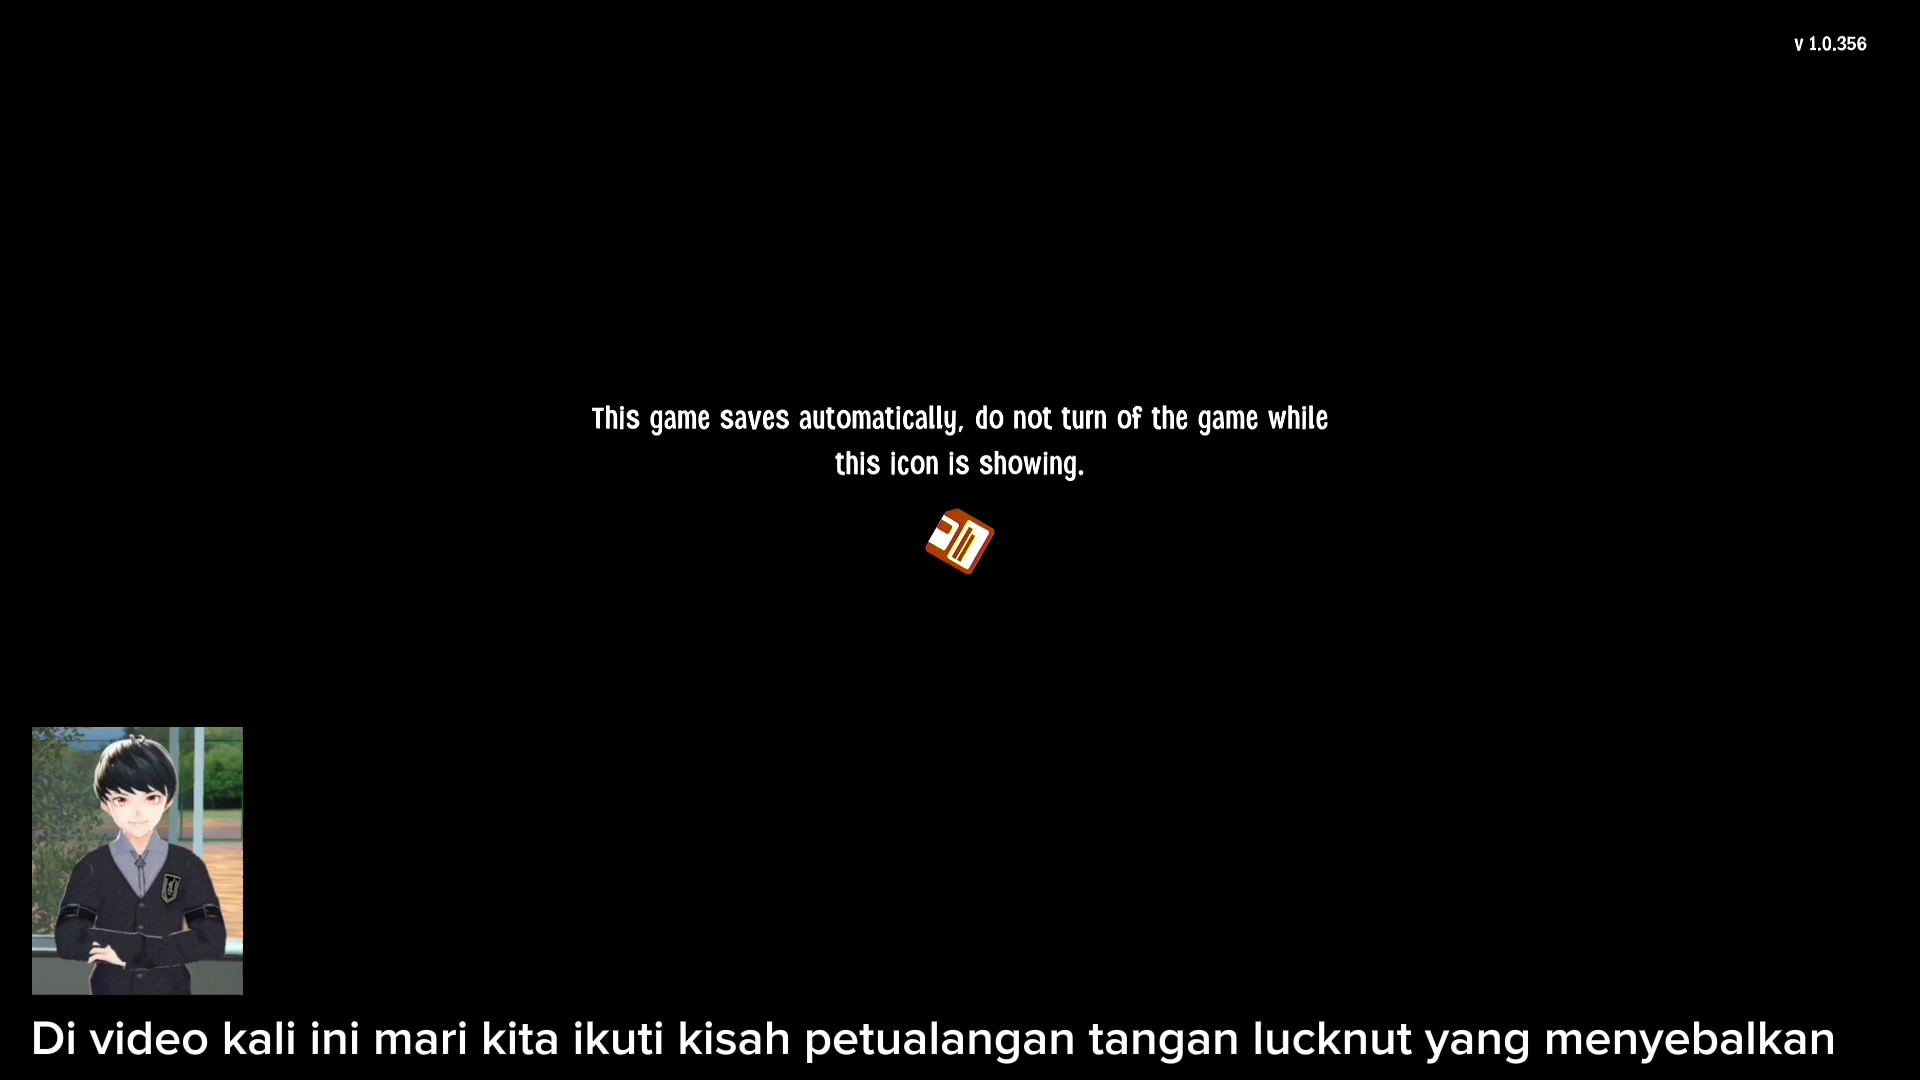 v 1.0.356
This game saves automatically, do not turn of the game while
this icon is showing.
Di video kali ini mari kita ikuti kisah petualangan tangan lucknut yang menyebalkan